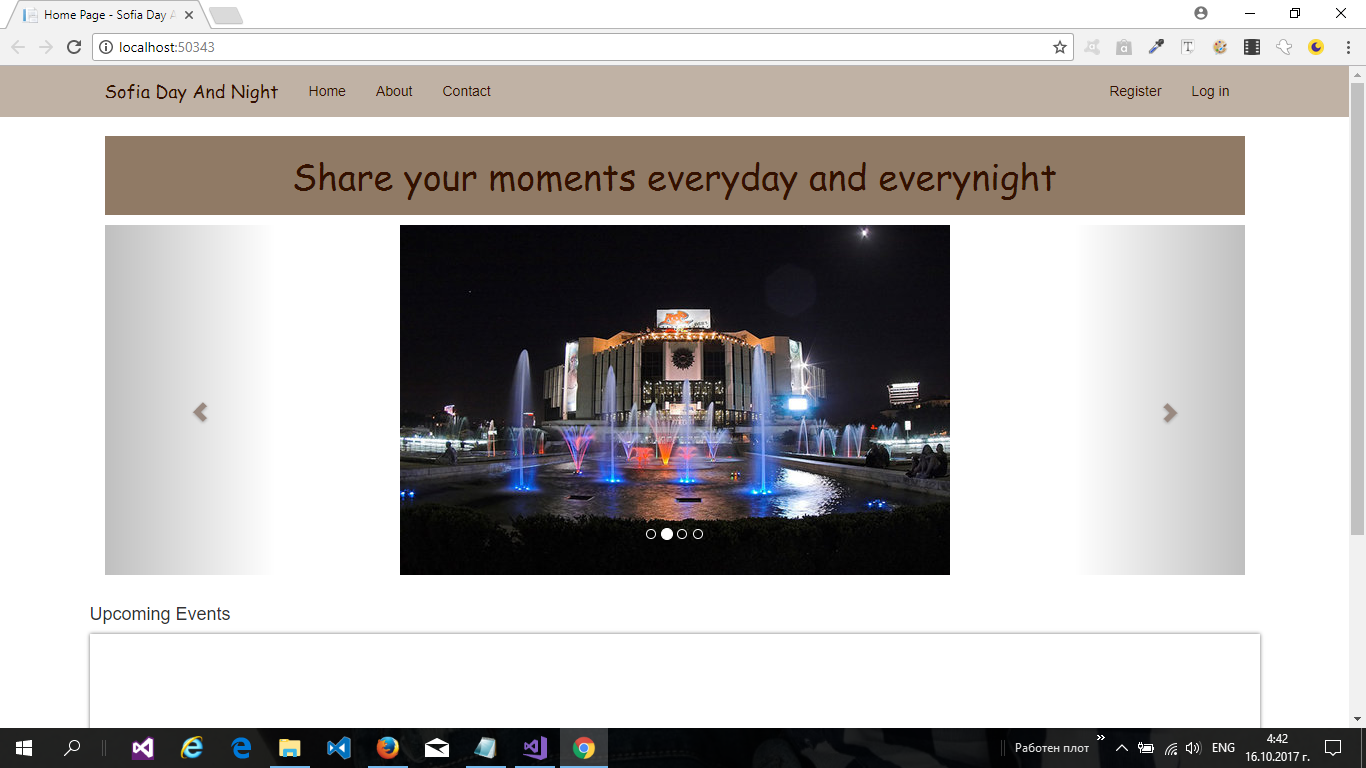 Home Page - Sofia Day A
localhost:50343
Sofia Day And Night
Home
About
Contact
Register
Log in
Share your moments everyday and everynight
Upcoming Events
Работен плот
ENG
4:42
16.10.2017 г.